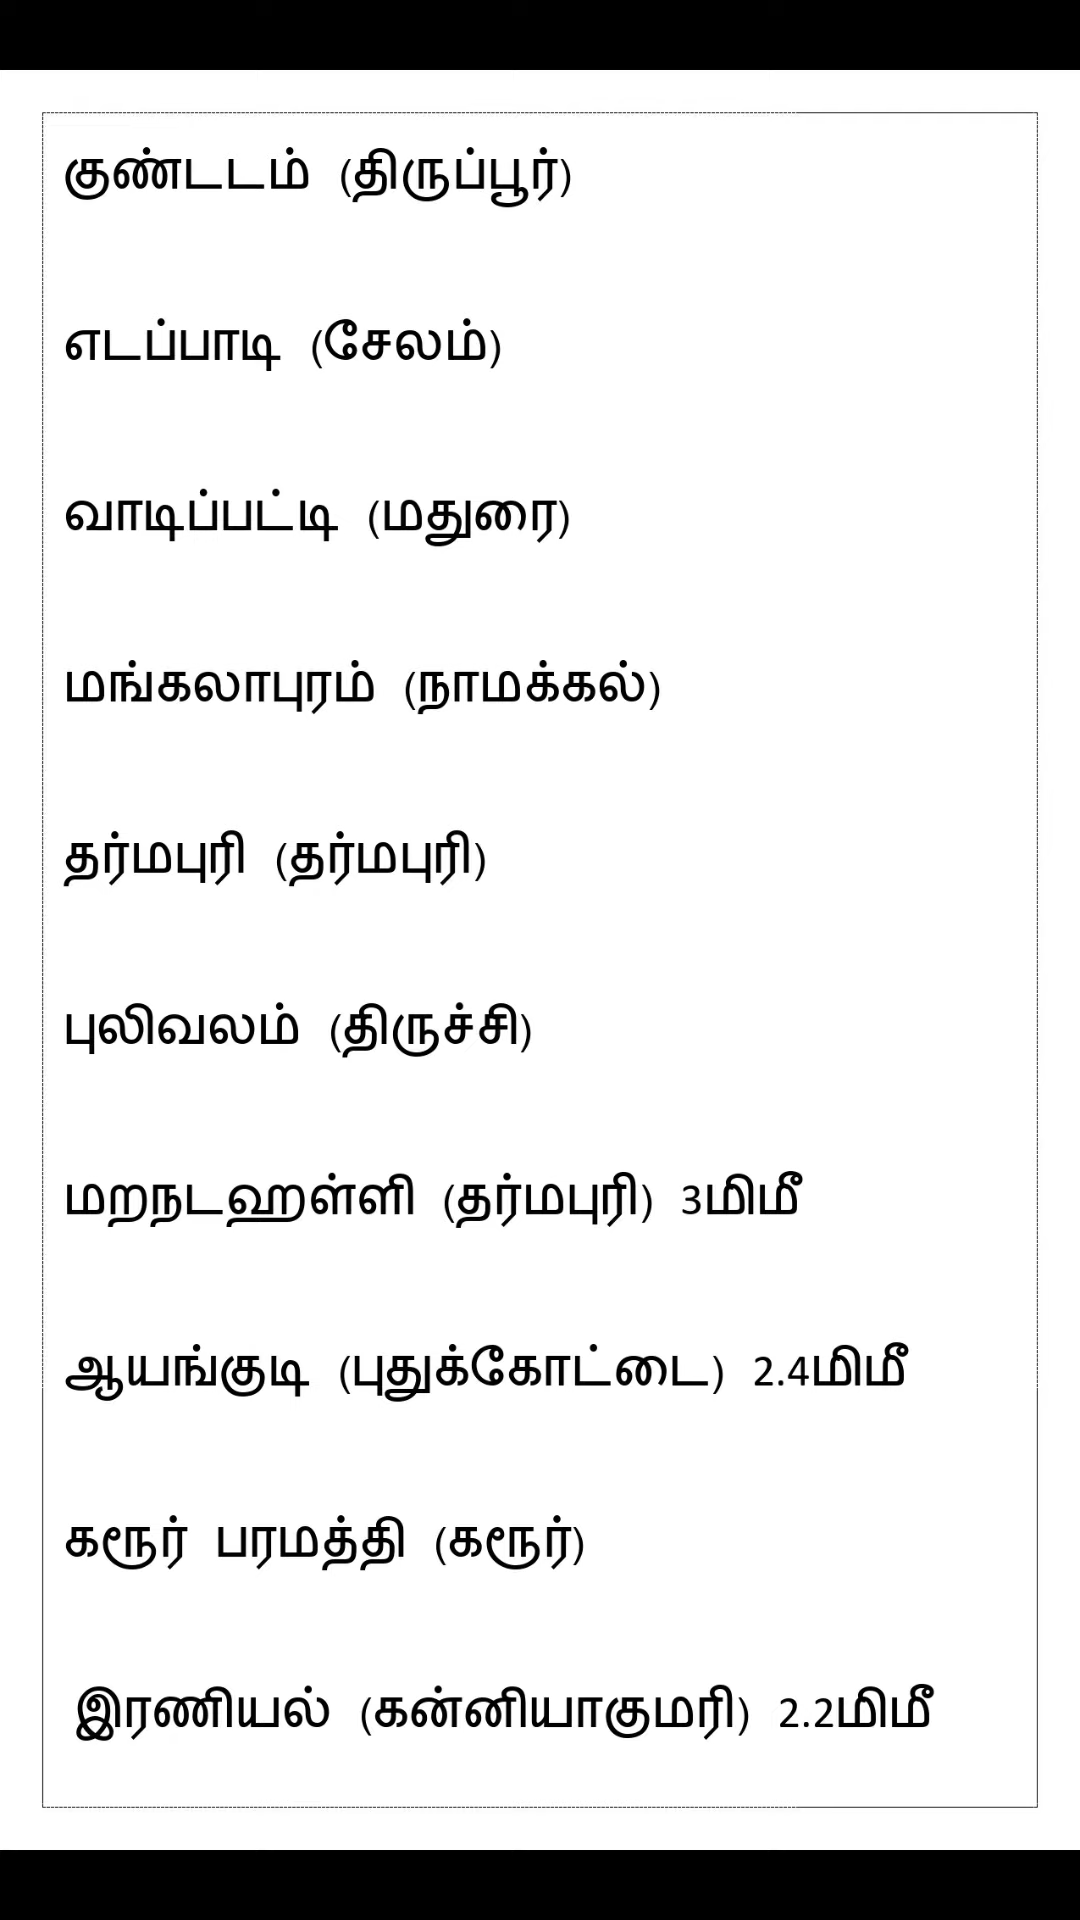 குண்டடம் (திருப்பூர்)
எடப்பாடி (சேலம்)
வாடிப்பட்டி (மதுரை)
மங்கலாபுரம் (நாமக்கல்)
தர்மபுரி (தர்மபுரி)
புலிவலம் (திருச்சி)
மறநடஹள்ளி (தர்மபுரி) 3மிமீ
ஆயங்குடி (புதுக்கோட்டை) 2.4மிமீ
கரூர் பரமத்தி (கரூர்)
இரணியல் (கன்னியாகுமரி) 2.2மிமீ